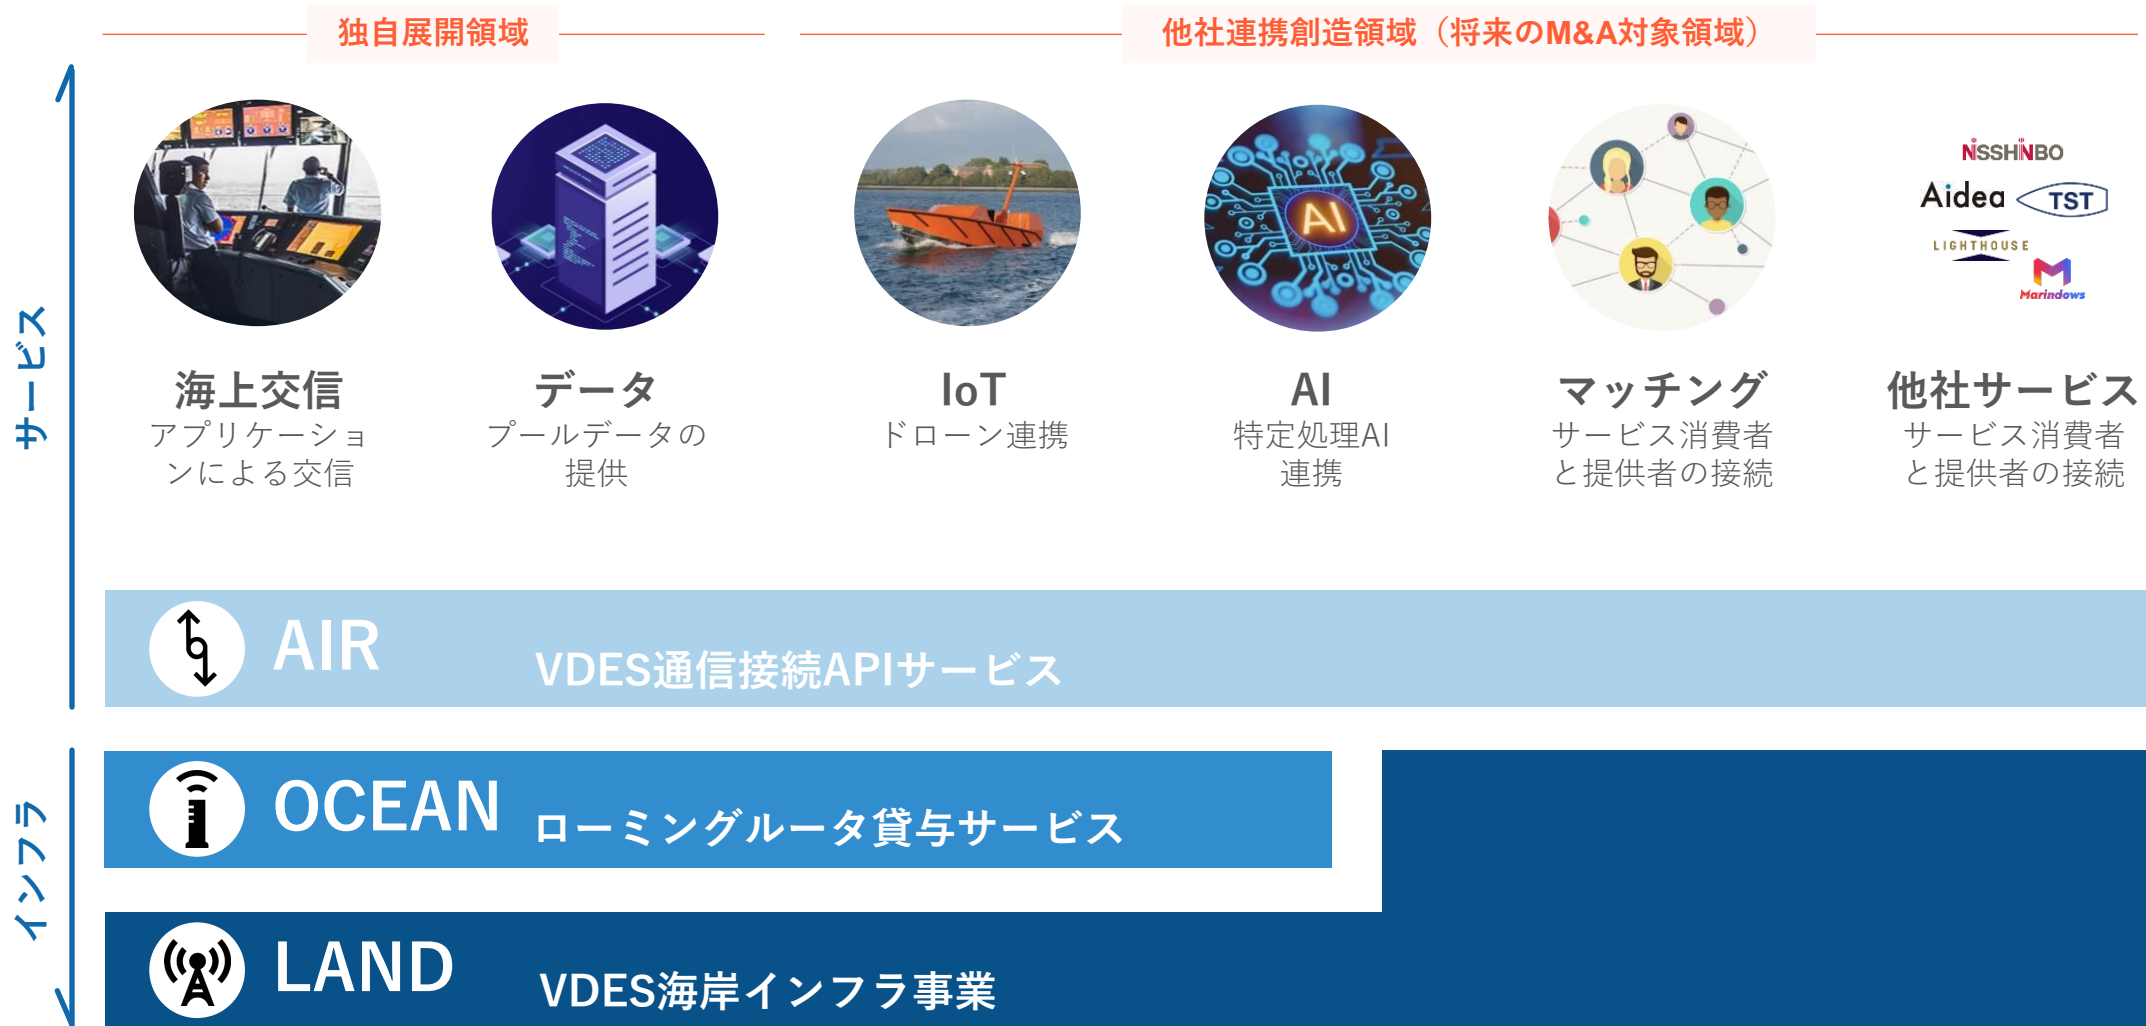 独自展開領域
他社連携創造領域（将来のM&A対象領域）
サービス
AI
NiSSHiNBO
Aidea
TST
LIGHTHOUSE
Marindows
海上交信
アプリケーショ
ンによる交信
データ
プールデータの
提供
IoT
ドローン連携
AI
特定処理AI
連携
マッチング
サービス消費者
と提供者の接続
他社サービス
サービス消費者
と提供者の接続
AIR
VDES通信接続APIサービス
インフラ
OCEAN
ローミングルータ貸与サービス
LAND
VDES海岸インフラ事業